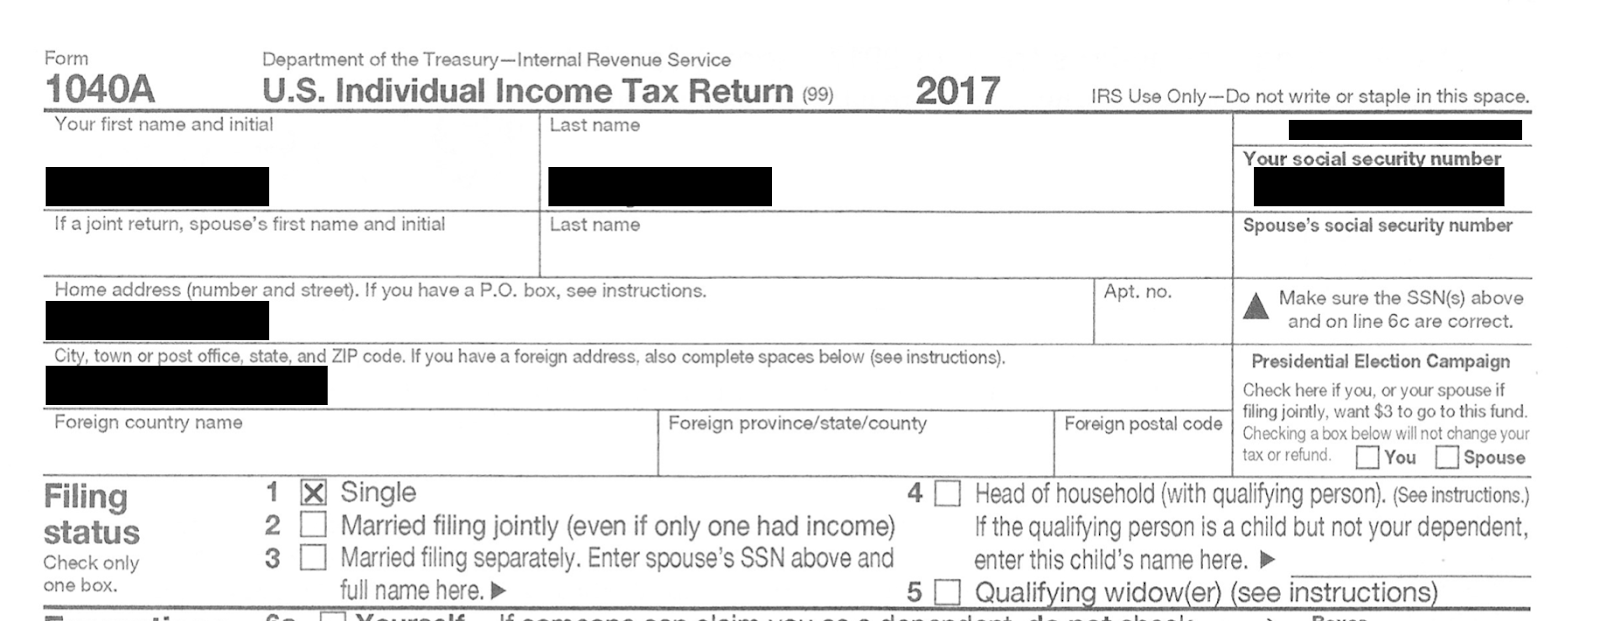 Form
1040A
Department of the Treasury—Internal Revenue Service
U.S. Individual Income Tax Return (99)
2017
IRS Use Only—Do not write or staple in this space.
Your first name and initial
Last name
Your social security number
If a joint return, spouse's first name and initial
Last name
Spouse's social security number
Home address (number and street). If you have a P.O. box, see instructions.
Apt. no.
▲ Make sure the SSN(s) above
and on line 6c are correct.
City, town or post office, state, and ZIP code. If you have a foreign address, also complete spaces below (see instructions).
Presidential Election Campaign
Check here if you, or your spouse if
filing jointly, want $3 to go to this fund.
Checking a box below will not change your
tax or refund. You Spouse
Foreign country name
Foreign province/state/county
Foreign postal code
Filing
status
Check only
one box.
1 X Single
2 Married filing jointly (even if only one had income)
3 Married filing separately. Enter spouse's SSN above and
full name here. ▶
4 Head of household (with qualifying person). (See instructions.)
If the qualifying person is a child but not your dependent,
enter this child's name here. ▶
5 Qualifying widow(er) (see instructions)